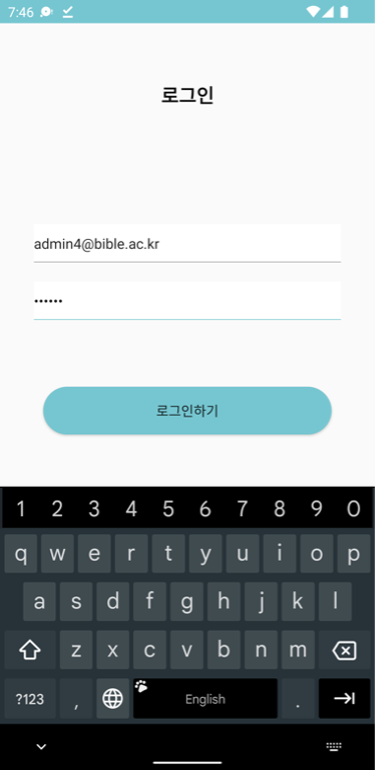 7:46
로그인
admin4@bible.ac.kr
••••••
로그인하기
1 2 3 4 5 6 7 8 9 0
q w e r t y u i o p
a s d f g h j k l
z x c v b n m
?123 , English .